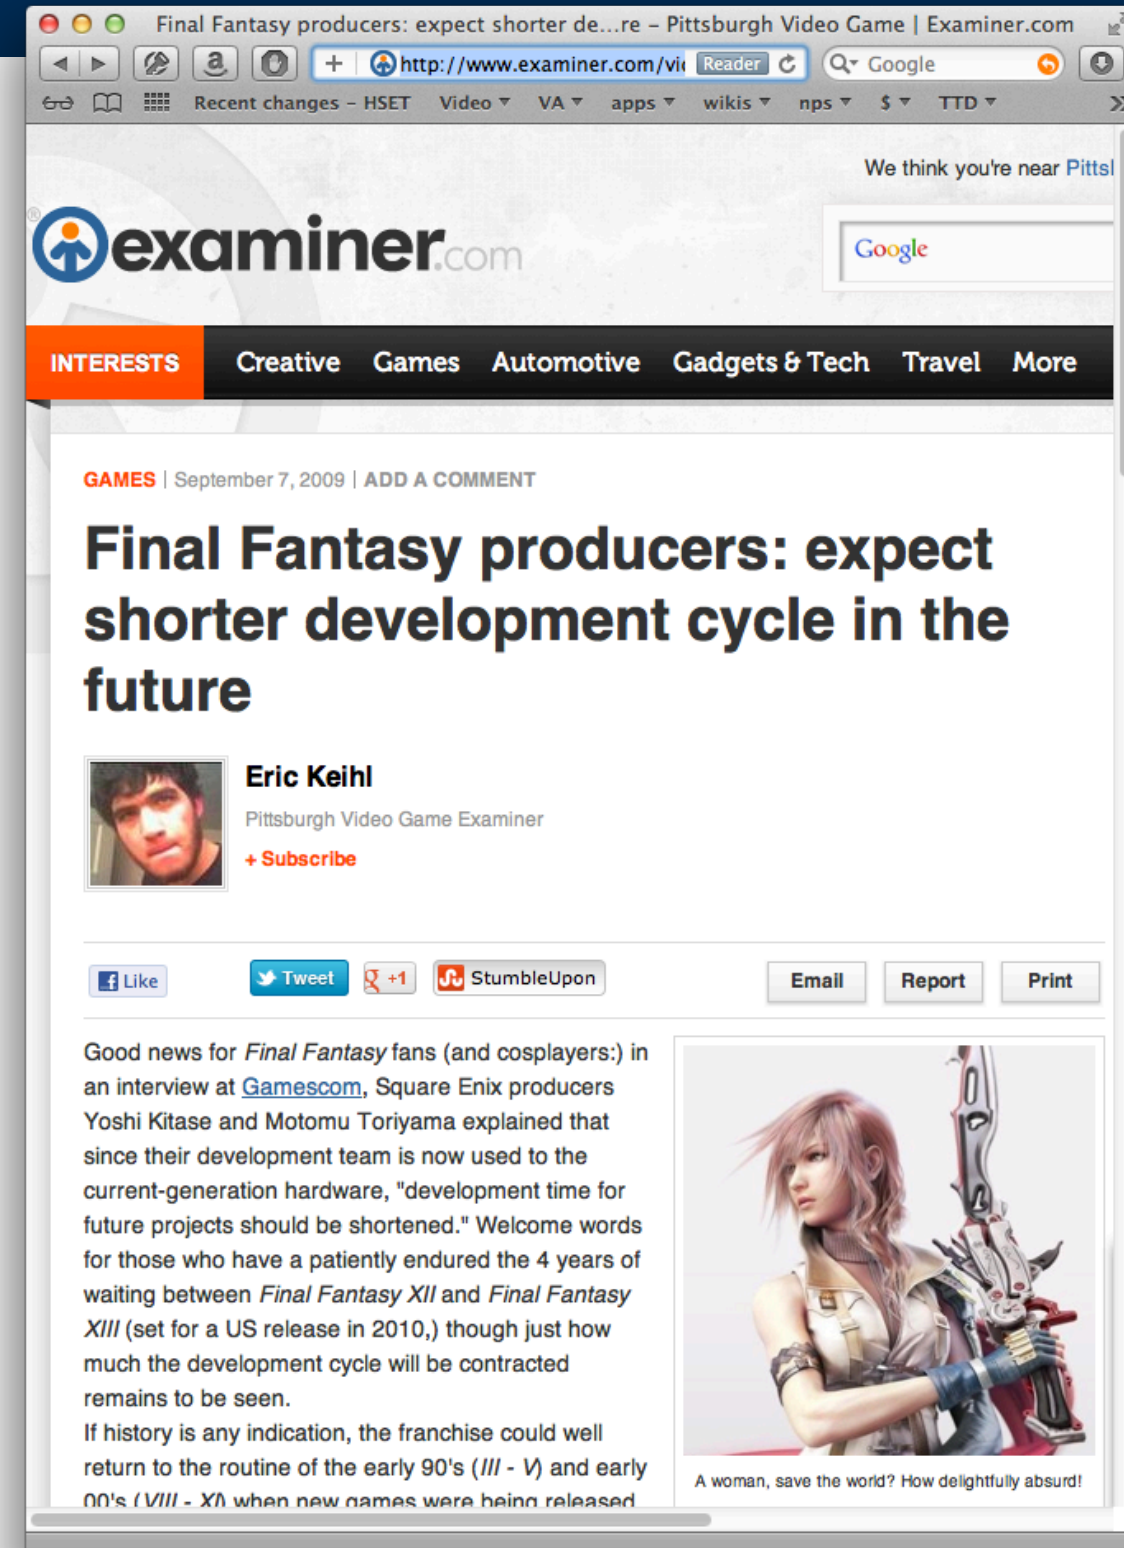 Final Fantasy producers: expect shorter de...re – Pittsburgh Video Game | Examiner.com
http://www.examiner.com/vi Reader Google
Recent changes – HSET Video VA apps wikis nps $ TTD
We think you're near Pitts
examiner.com
Google
INTERESTS Creative Games Automotive Gadgets & Tech Travel More
GAMES | September 7, 2009 | ADD A COMMENT
Final Fantasy producers: expect
shorter development cycle in the
future
Eric Keihl
Pittsburgh Video Game Examiner
+ Subscribe
Like Tweet +1 StumbleUpon Email Report Print
Good news for Final Fantasy fans (and cosplayers:) in
an interview at Gamescom, Square Enix producers
Yoshi Kitase and Motomu Toriyama explained that
since their development team is now used to the
current-generation hardware, "development time for
future projects should be shortened." Welcome words
for those who have a patiently endured the 4 years of
waiting between Final Fantasy XII and Final Fantasy
XIII (set for a US release in 2010,) though just how
much the development cycle will be contracted
remains to be seen.
If history is any indication, the franchise could well
return to the routine of the early 90's (III - V) and early
00's (VIII - XI) when new games were being released
A woman, save the world? How delightfully absurd!